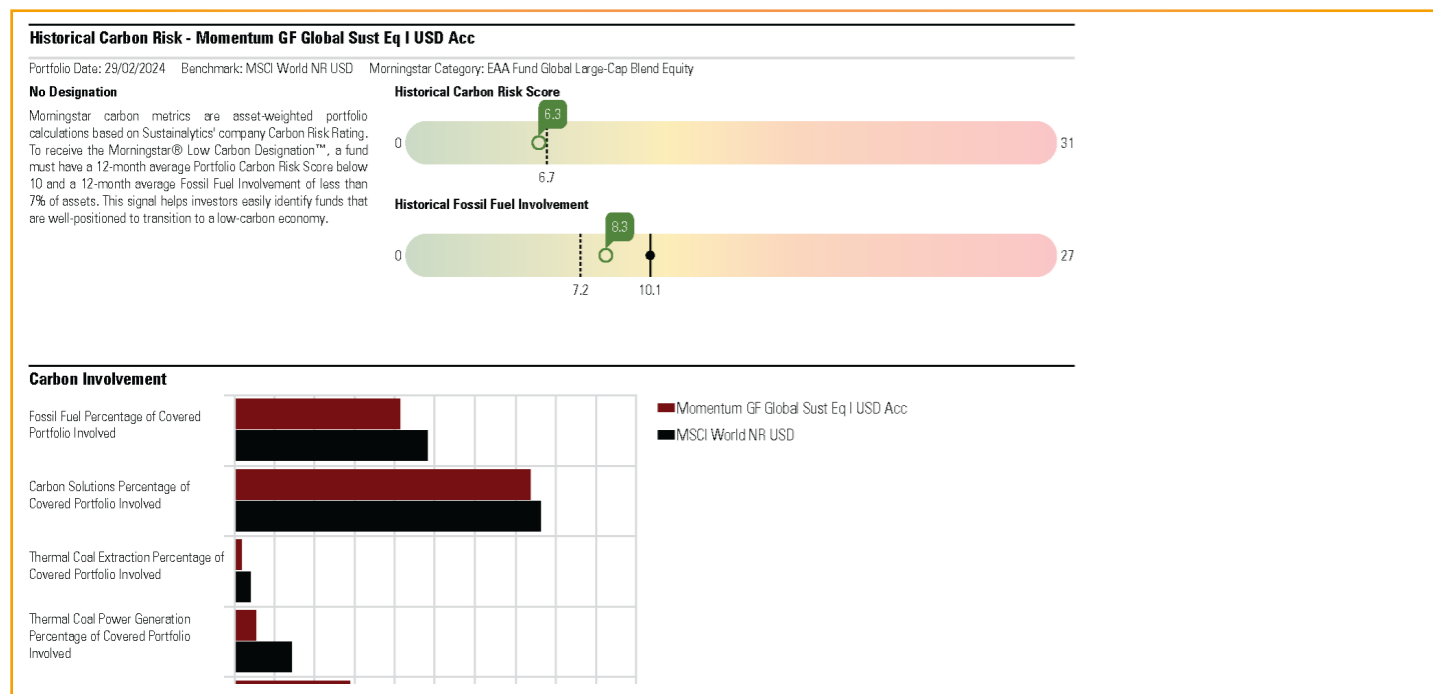 Historical Carbon Risk - Momentum GF Global Sust Eq I USD Acc
Portfolio Date: 29/02/2024 Benchmark: MSCI World NR USD Morningstar Category: EAA Fund Global Large-Cap Blend Equity
No Designation
Morningstar carbon metrics are asset-weighted portfolio
calculations based on Sustainalytics' company Carbon Risk Rating.
To receive the Morningstar® Low Carbon Designation™, a fund
must have a 12-month average Portfolio Carbon Risk Score below
10 and a 12-month average Fossil Fuel Involvement of less than
7% of assets. This signal helps investors easily identify funds that
are well-positioned to transition to a low-carbon economy.
Historical Carbon Risk Score
6.3
0
31
6.7
Historical Fossil Fuel Involvement
8.3
0
27
7.2
10.1
Carbon Involvement
Fossil Fuel Percentage of Covered
Portfolio Involved
Carbon Solutions Percentage of
Covered Portfolio Involved
Thermal Coal Extraction Percentage of
Covered Portfolio Involved
Thermal Coal Power Generation
Percentage of Covered Portfolio
Involved
Momentum GF Global Sust Eq I USD Acc
MSCI World NR USD